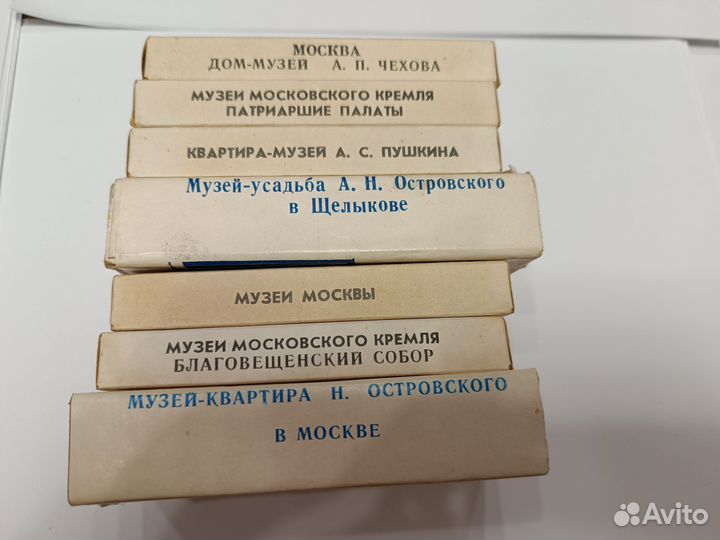 МОСКВА
ДОМ-МУЗЕЙ А. П. ЧЕХОВА
МУЗЕИ МОСКОВСКОГО КРЕМЛЯ
ПАТРИАРШИЕ ПАЛАТЫ
КВАРТИРА-МУЗЕЙ А. С. ПУШКИНА
Музей-усадьба А. Н. Островского
в Щелыкове
МУЗЕИ МОСКВЫ
МУЗЕИ МОСКОВСКОГО КРЕМЛЯ
БЛАГОВЕЩЕНСКИЙ СОБОР
МУЗЕЙ-КВАРТИРА Н. ОСТРОВСКОГО
В МОСКВЕ
Avito